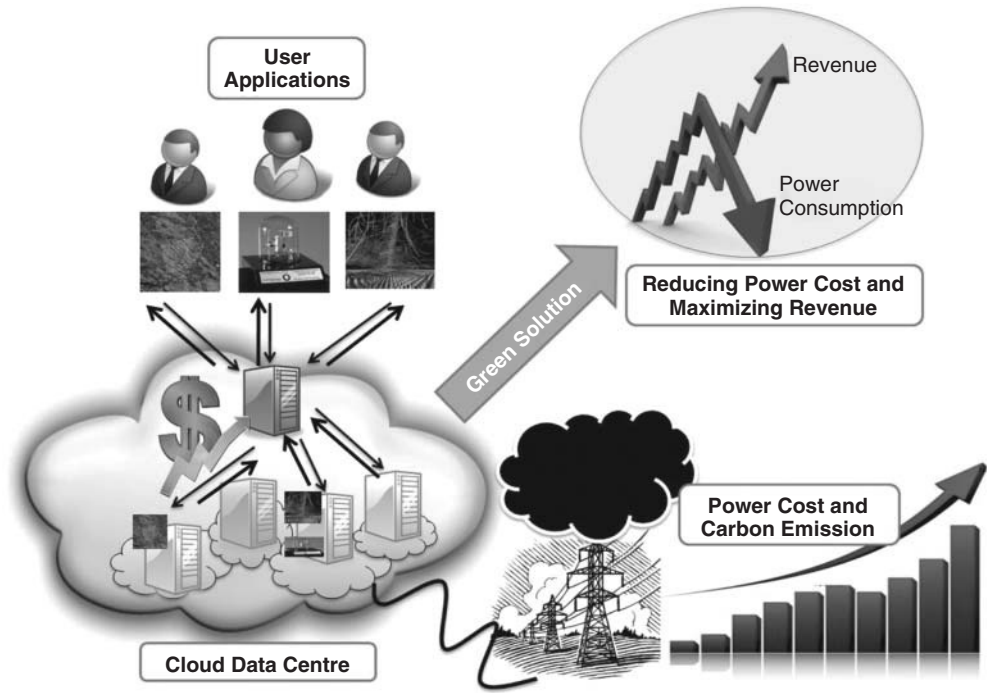 User
Applications
Revenue
Power
Consumption
Reducing Power Cost and
Maximizing Revenue
Green Solution
$
Power Cost and
Carbon Emission
Cloud Data Centre